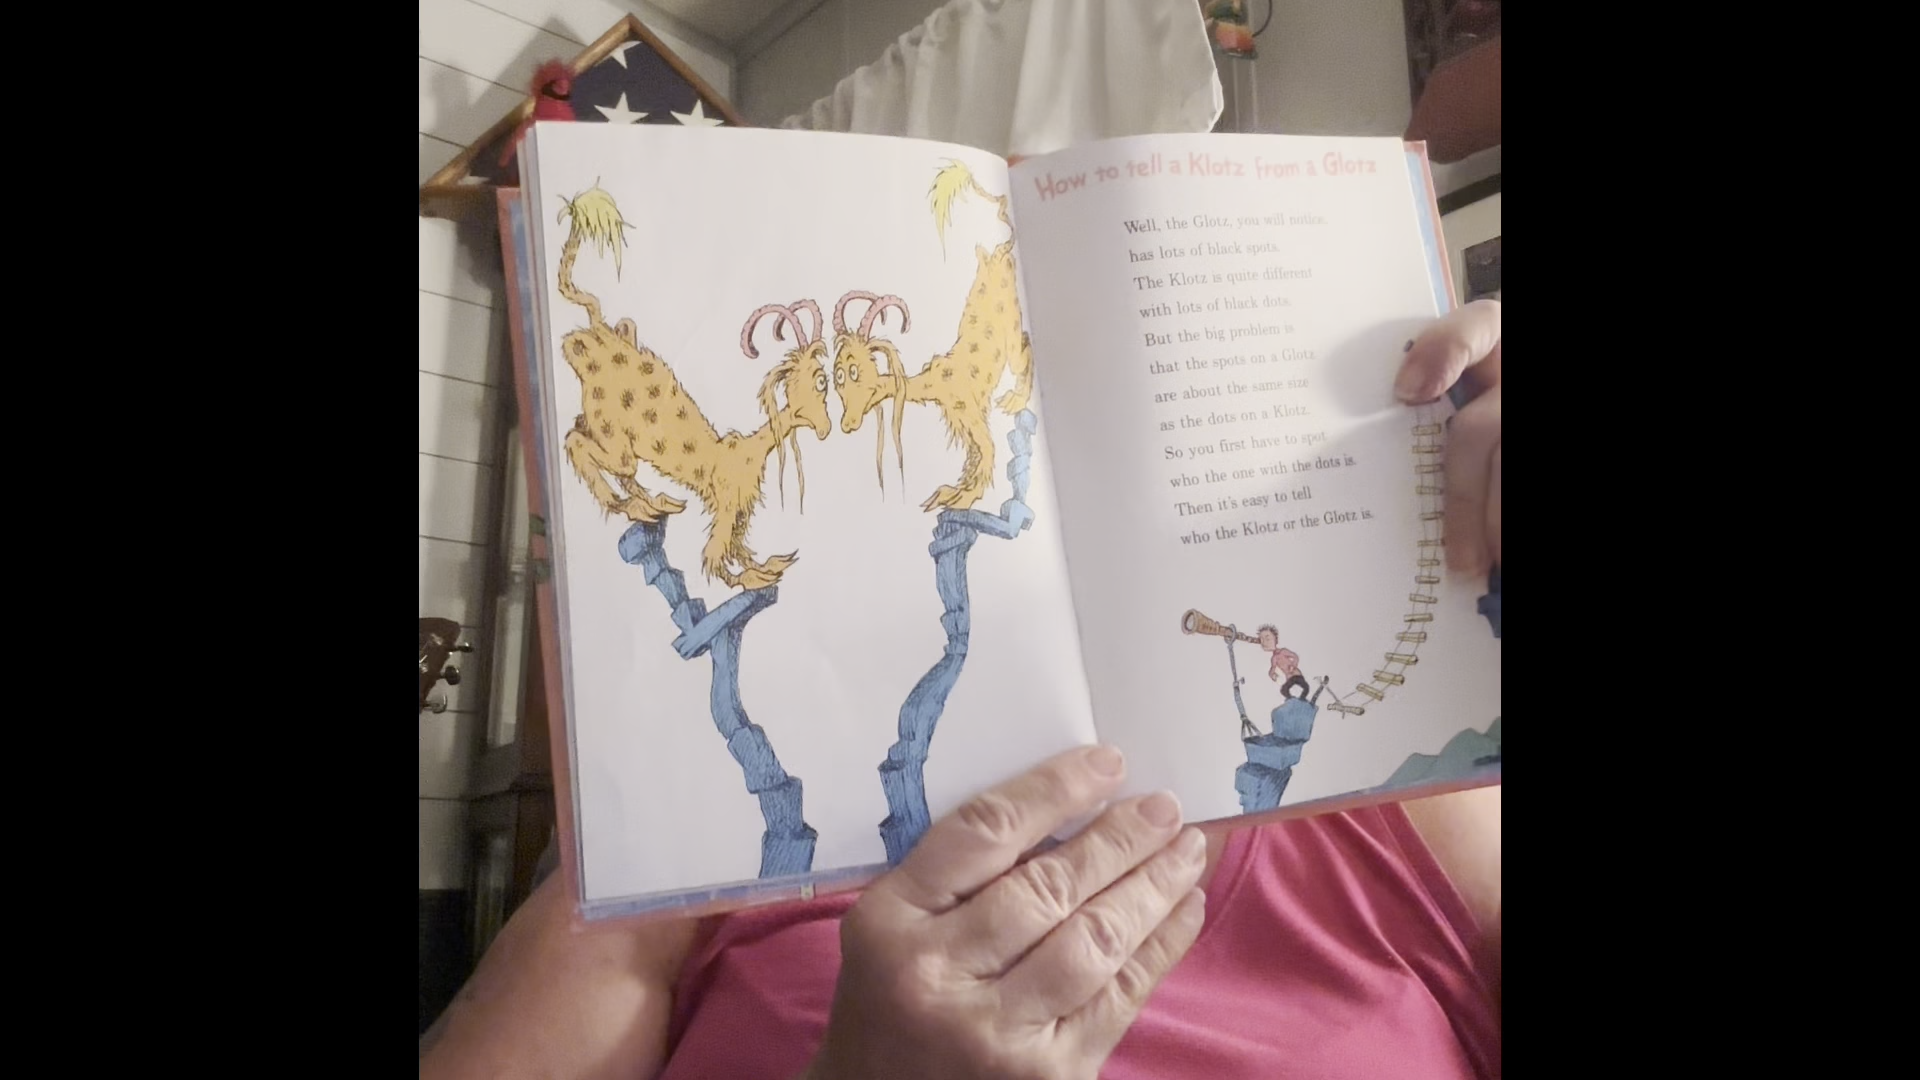 How to tell a Klotz from a Glotz
Well, the Glotz, you will notice,
has lots of black spots.
The Klotz is quite different
with lots of black dots.
But the big problem is
that the spots on a Glotz
are about the same size
as the dots on a Klotz.
So you first have to spot
who the one with the dots is.
Then it's easy to tell
who the Klotz or the Glotz is.